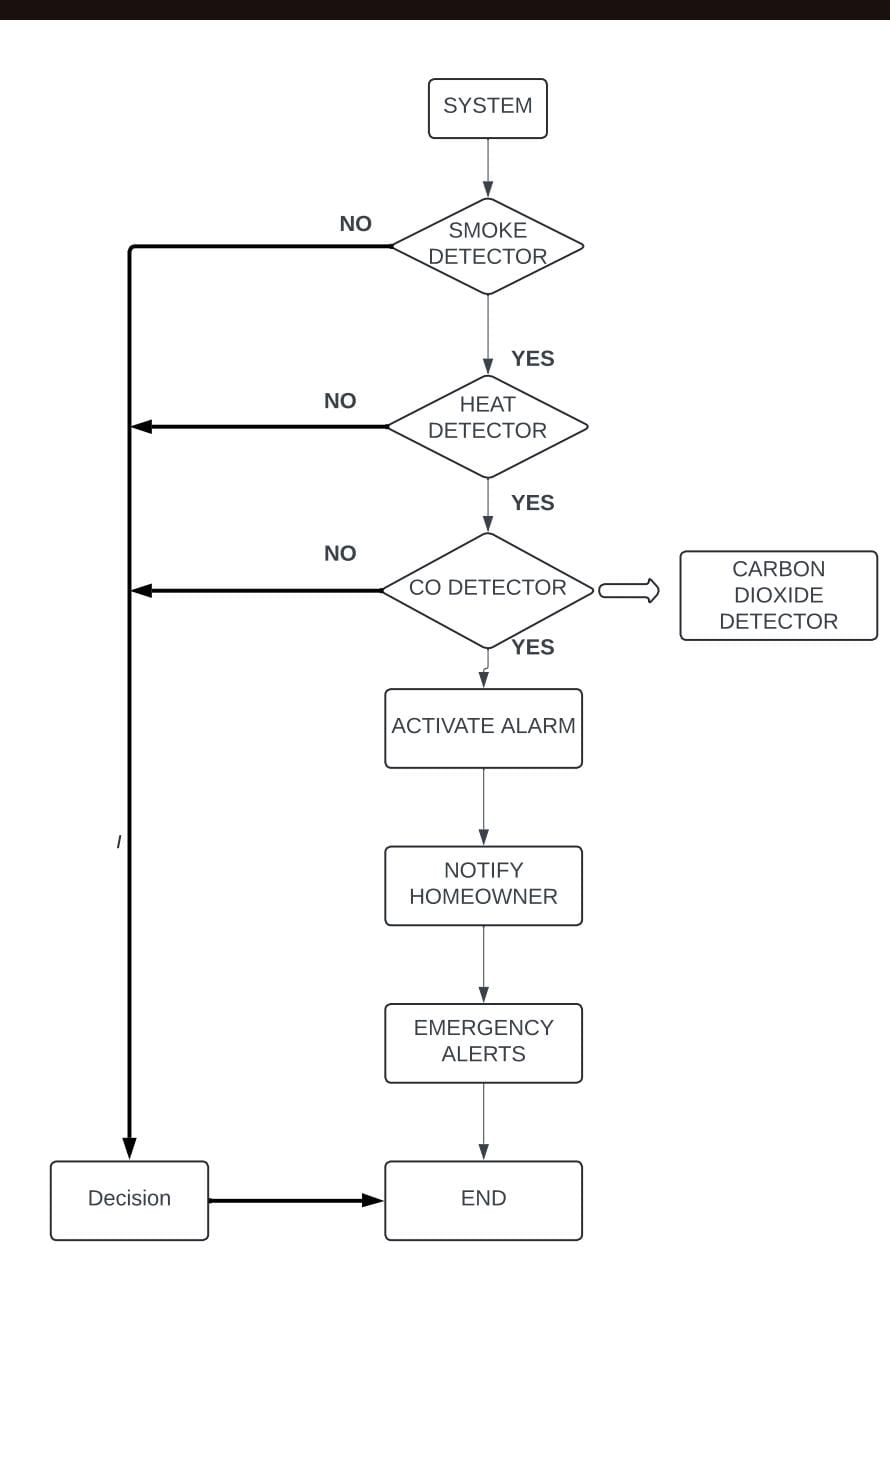 SYSTEM
NO
SMOKE
DETECTOR
YES
NO
HEAT
DETECTOR
YES
NO
CO DETECTOR
CARBON
DIOXIDE
DETECTOR
YES
ACTIVATE ALARM
/
NOTIFY
HOMEOWNER
EMERGENCY
ALERTS
Decision
END